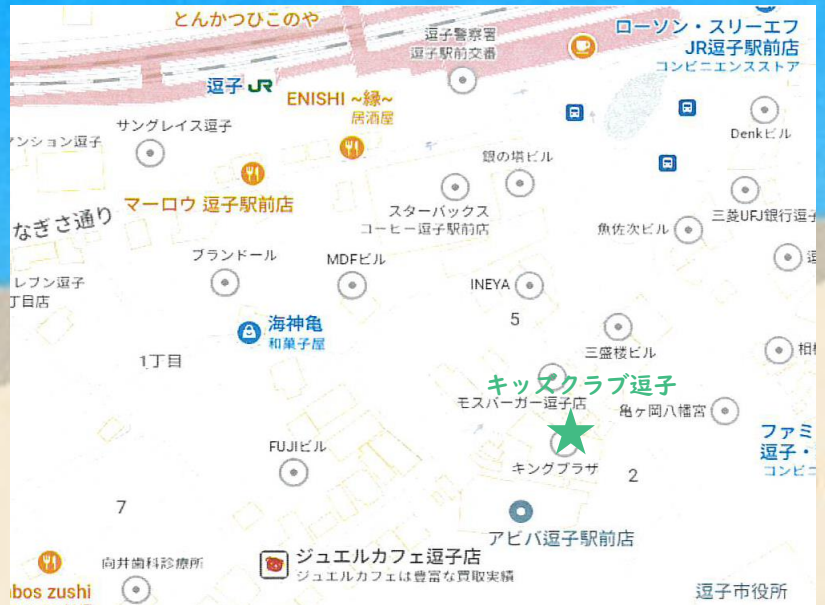 とんかつひこのや
逗子警察署
逗子駅前交番
ローソン・スリーエフ
JR逗子駅前店
コンビニエンスストア
逗子 JR
ENISHI ~縁~
居酒屋
サングレイス逗子
マンション逗子
Denkビル
マーロウ 逗子駅前店
銀の塔ビル
スターバックス
コーヒー逗子駅前店
三菱UFJ銀行逗子
魚佐次ビル
なぎさ通り
ブランドール
MDFビル
レブン逗子
丁目店
INEYA
逗
海神亀
和菓子屋
5
三盛楼ビル
相模
1丁目
キッズクラブ逗子
モスバーガー逗子店
亀ヶ岡八幡宮
ファミ
逗子・
コンビニ
FUJIビル
キングプラザ
2
7
アビバ逗子駅前店
向井歯科診療所
ジュエルカフェ逗子店
ジュエルカフェは豊富な買取実績
bos zushi
逗子市役所